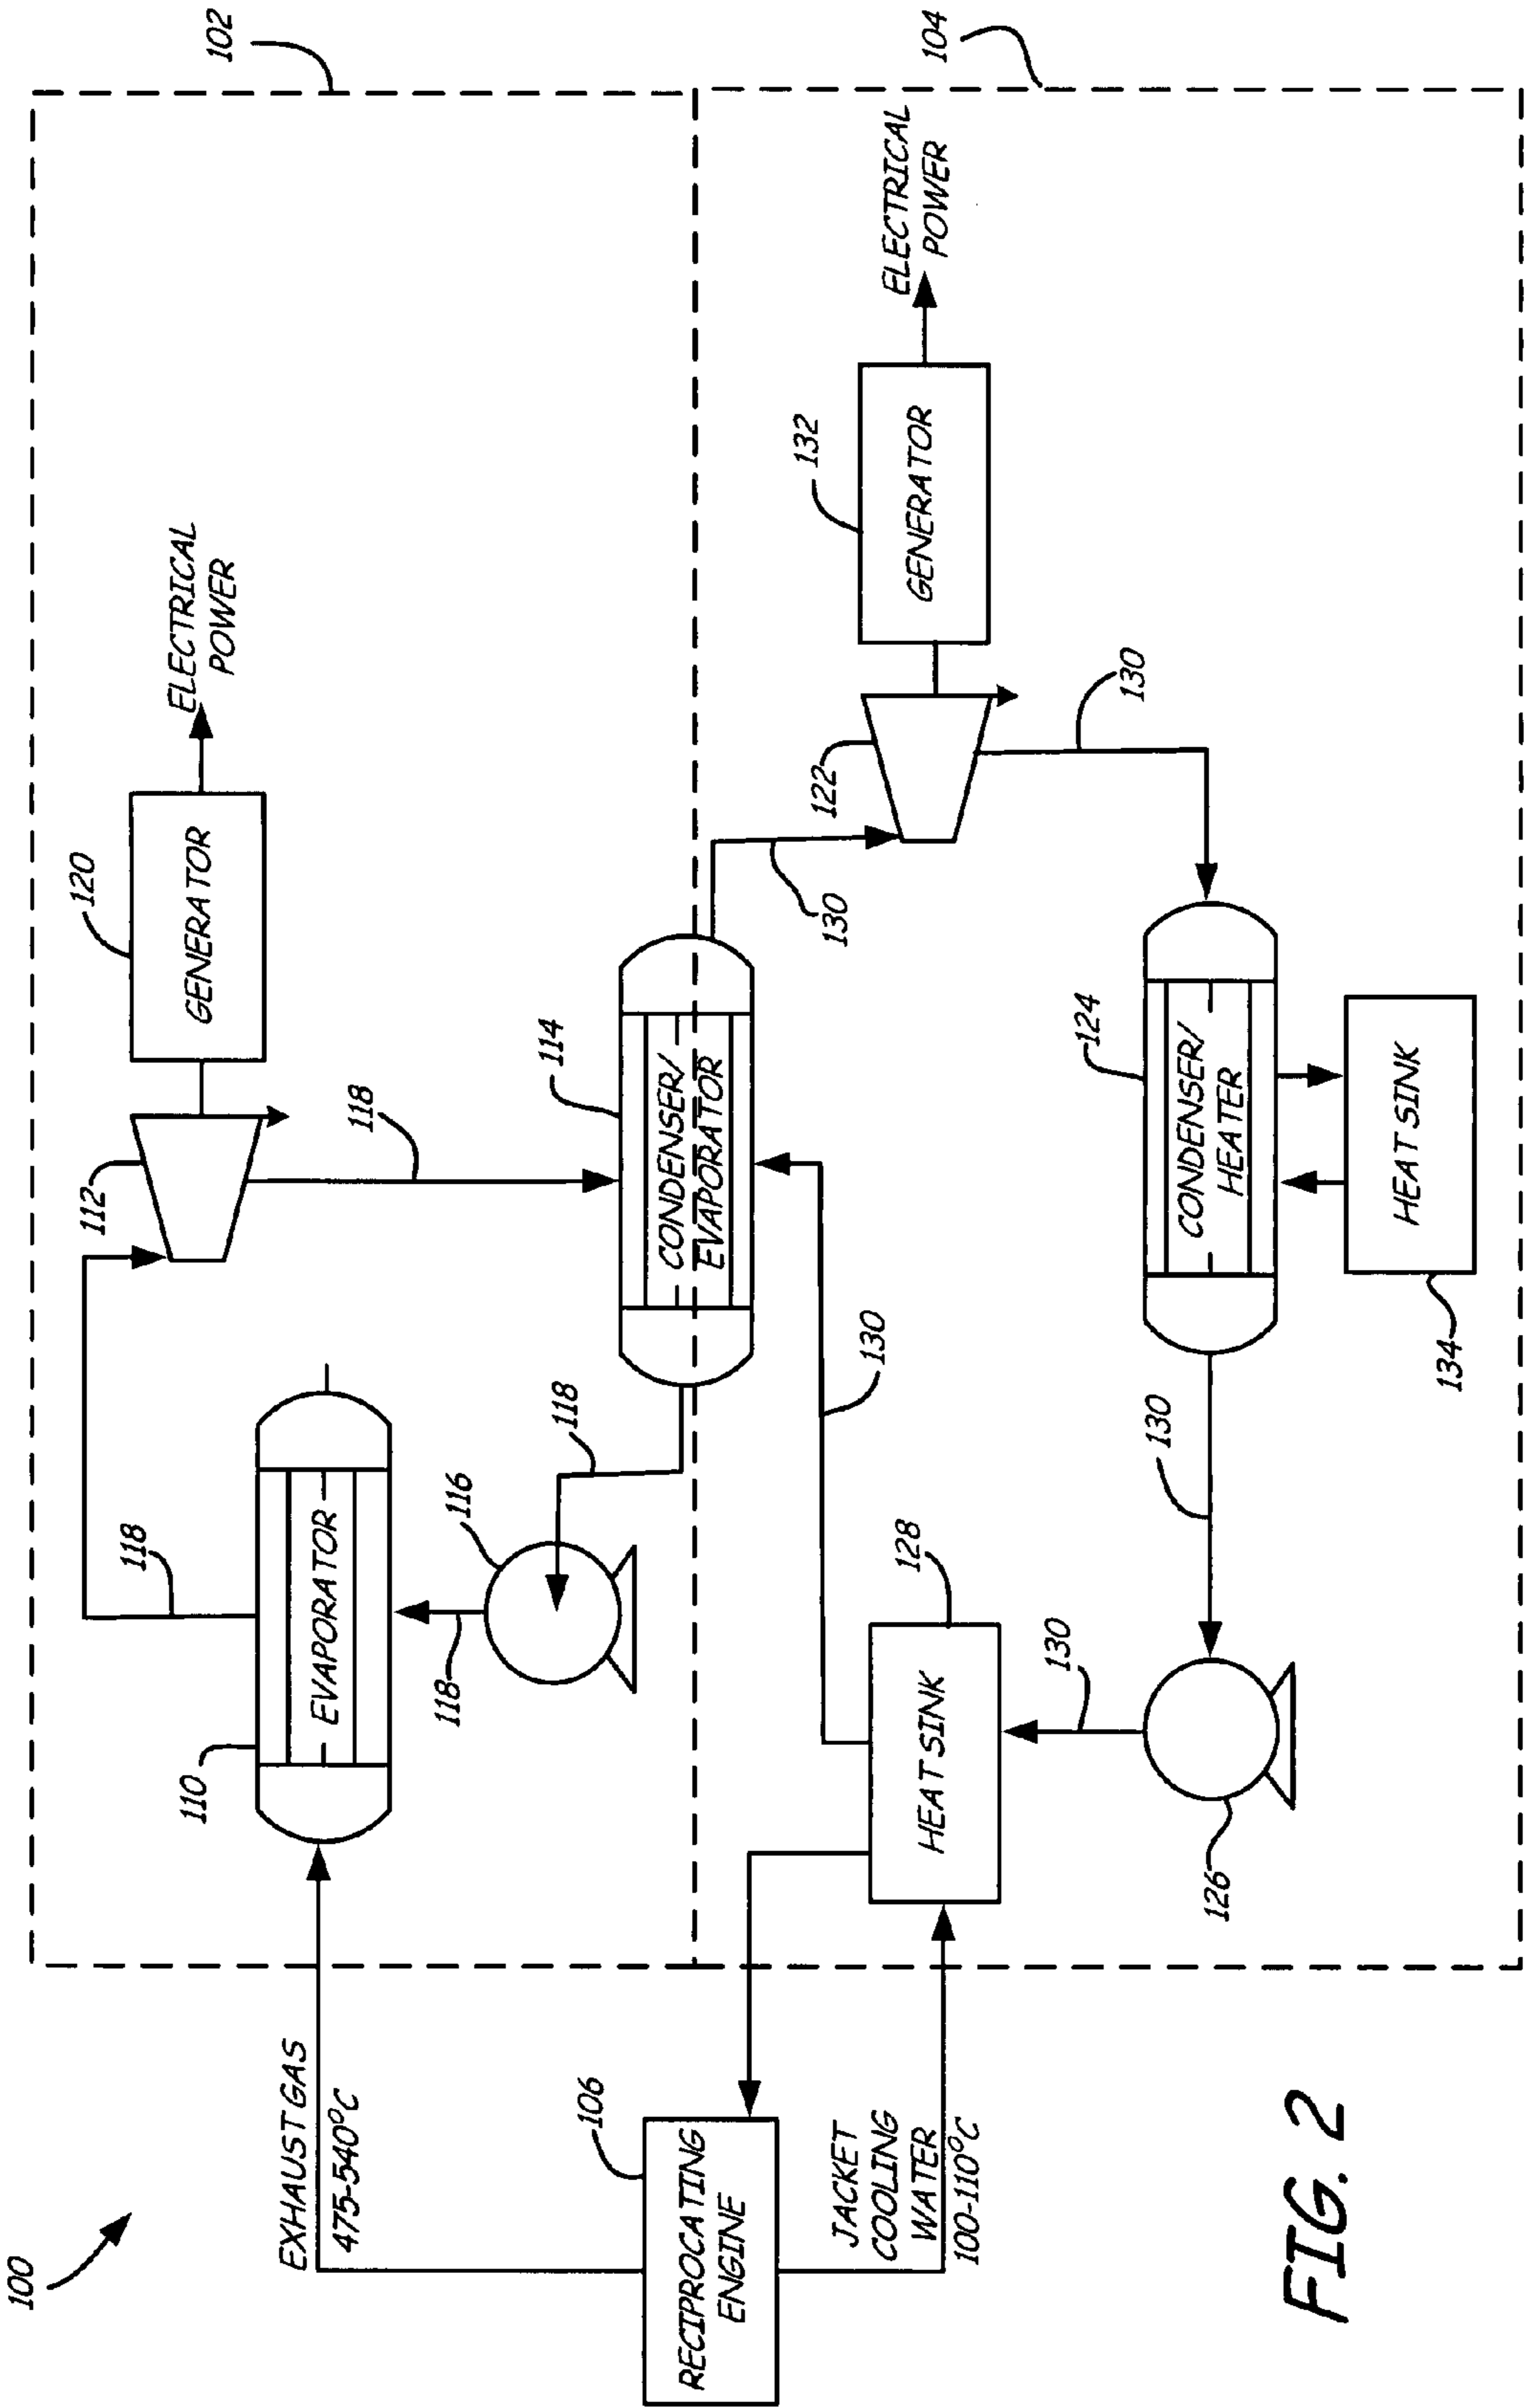 100
102
104
EXHAUST GAS
475-540°C
106
RECIPROCATING
ENGINE
JACKET
COOLING
WATER
100-110°C
110
EVAPORATOR
118
112
120
GENERATOR
ELECTRICAL
POWER
118
116
118
118
114
CONDENSER/
EVAPORATOR
130
128
HEAT SINK
130
126
130
130
122
132
GENERATOR
ELECTRICAL
POWER
130
124
CONDENSER/
HEATER
HEAT SINK
134
FIG. 2